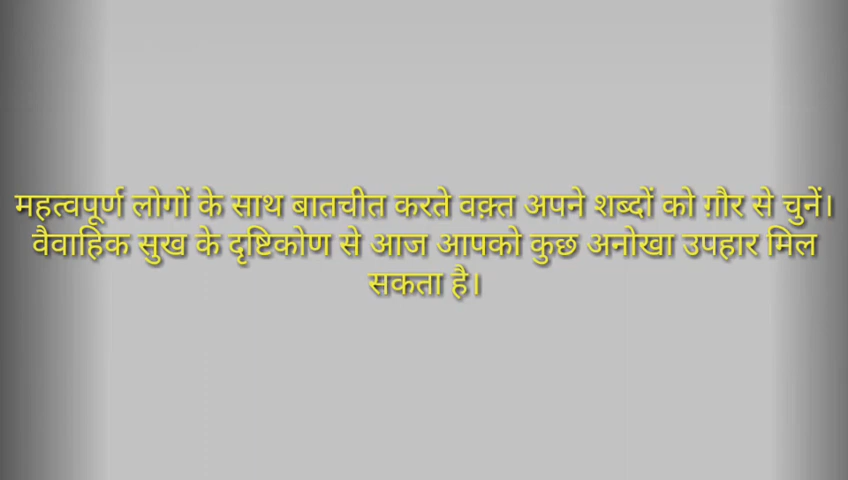 महत्वपूर्ण लोगों के साथ बातचीत करते वक़्त अपने शब्दों को ग़ौर से चुनें।
वैवाहिक सुख के दृष्टिकोण से आज आपको कुछ अनोखा उपहार मिल
सकता है।